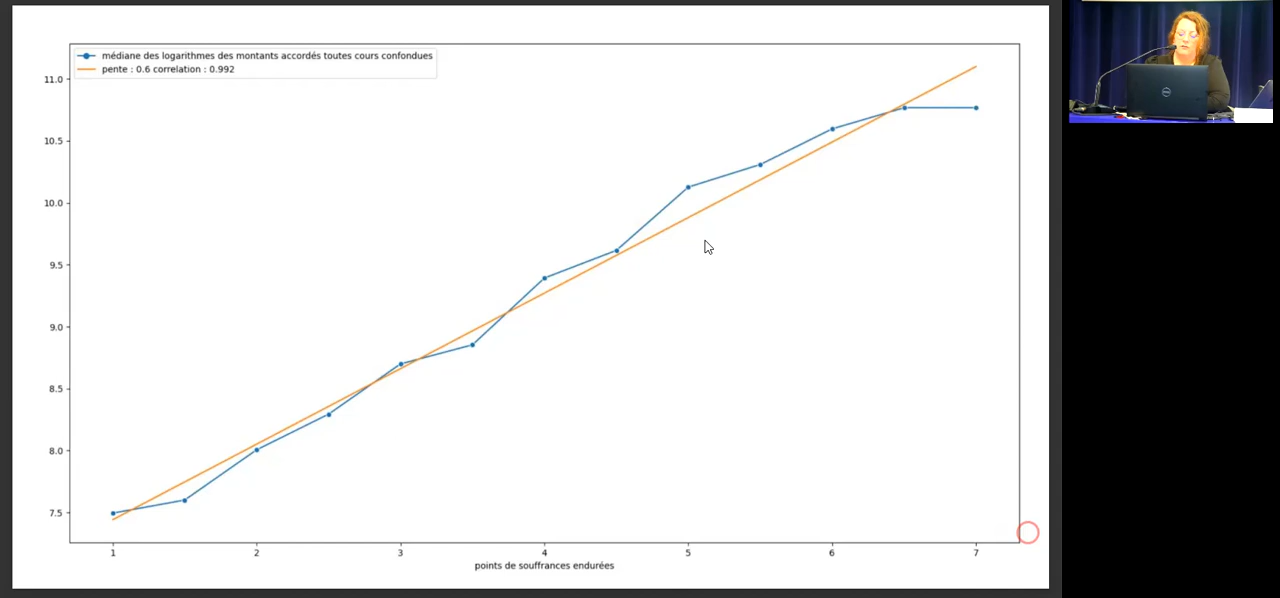 médiane des logarithmes des montants accordés toutes cours confondues
pente : 0.6 correlation : 0.992
11.0
10.5
10.0
9.5
9.0
8.5
8.0
7.5
1 2 3 4 5 6 7
points de souffrances endurées